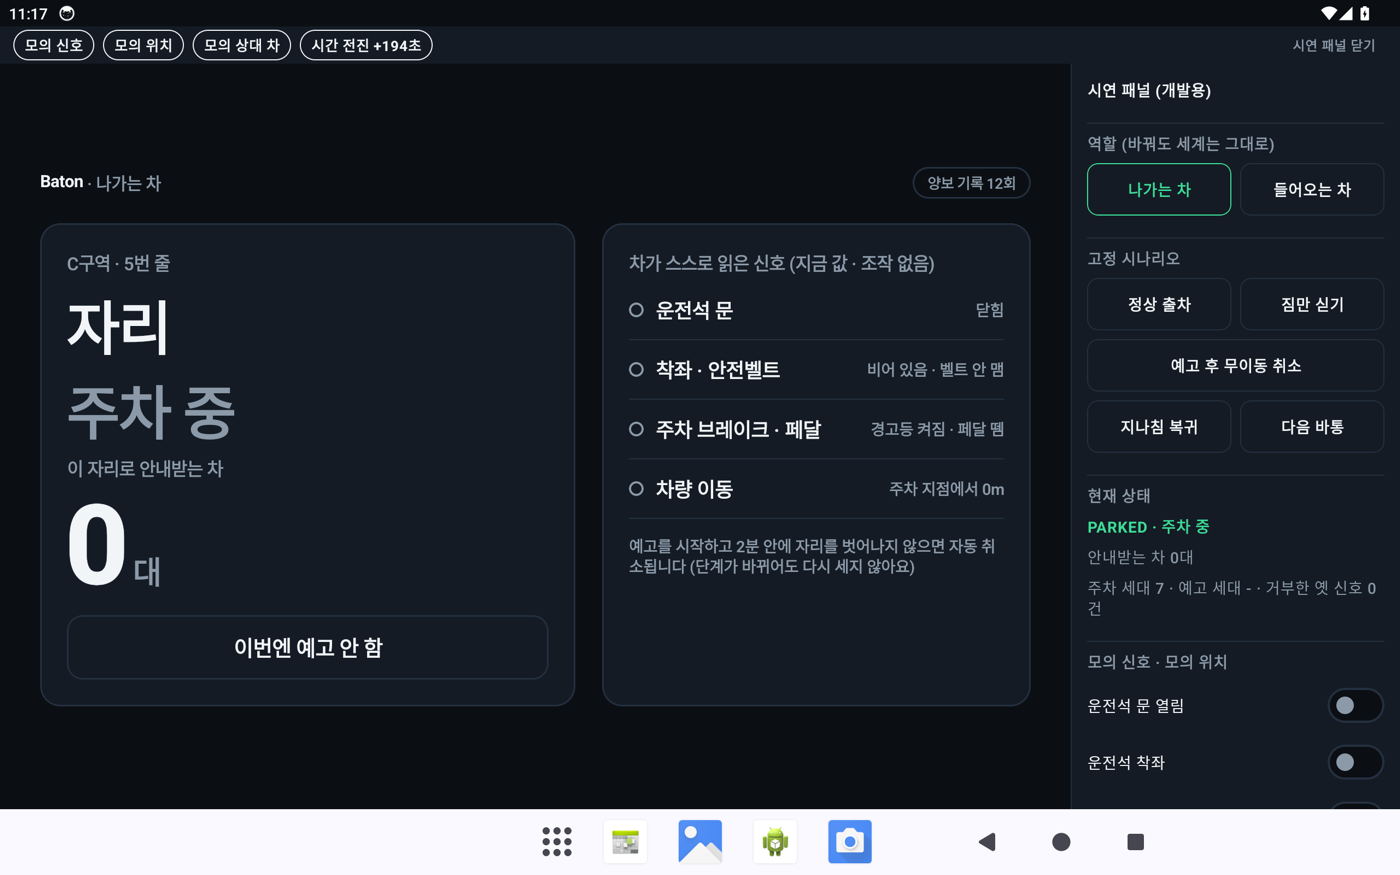 11:17
모의 신호
모의 위치
모의 상대 차
시간 전진 +194초
시연 패널 닫기
Baton · 나가는 차
양보 기록 12회
C구역 · 5번 줄
자리
주차 중
이 자리로 안내받는 차
0 대
이번엔 예고 안 함
차가 스스로 읽은 신호 (지금 값 · 조작 없음)
운전석 문 닫힘
착좌 · 안전벨트 비어 있음 · 벨트 안 맴
주차 브레이크 · 페달 경고등 켜짐 · 페달 뗌
차량 이동 주차 지점에서 0m
예고를 시작하고 2분 안에 자리를 벗어나지 않으면 자동 취
소됩니다 (단계가 바뀌어도 다시 세지 않아요)
시연 패널 (개발용)
역할 (바꿔도 세계는 그대로)
나가는 차
들어오는 차
고정 시나리오
정상 출차
짐만 싣기
예고 후 무이동 취소
지나침 복귀
다음 바통
현재 상태
PARKED · 주차 중
안내받는 차 0대
주차 세대 7 · 예고 세대 - · 거부한 옛 신호 0
건
모의 신호 · 모의 위치
운전석 문 열림
운전석 착좌